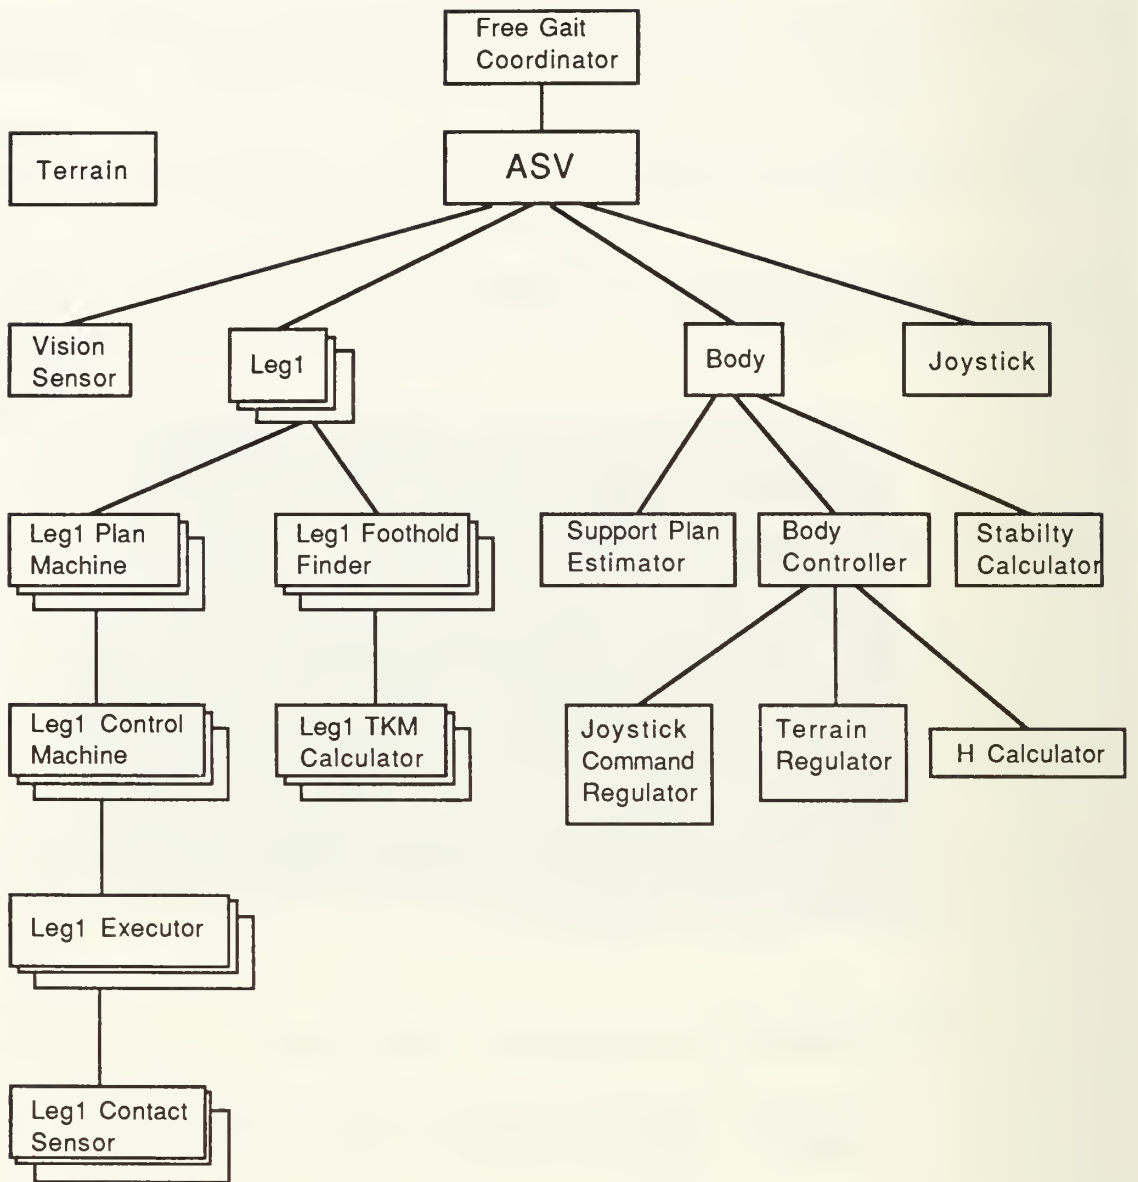 Free Gait
Coordinator
Terrain
ASV
Vision
Sensor
Leg1
Body
Joystick
Leg1 Plan
Machine
Leg1 Foothold
Finder
Support Plan
Estimator
Body
Controller
Stabilty
Calculator
Leg1 Control
Machine
Leg1 TKM
Calculator
Joystick
Command
Regulator
Terrain
Regulator
H Calculator
Leg1 Executor
Leg1 Contact
Sensor